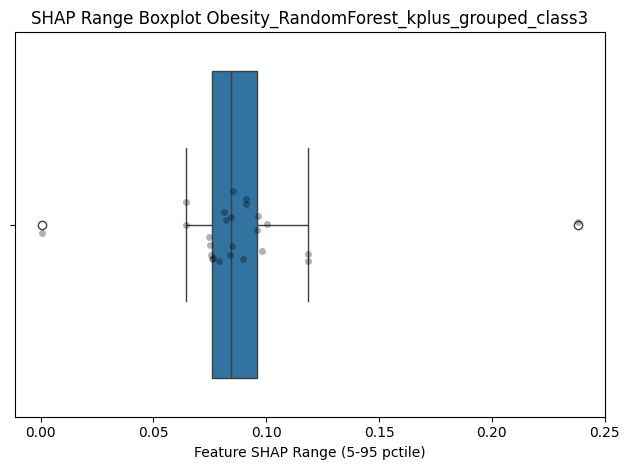 SHAP Range Boxplot Obesity_RandomForest_kplus_grouped_class3
0.00 0.05 0.10 0.15 0.20 0.25
Feature SHAP Range (5-95 pctile)